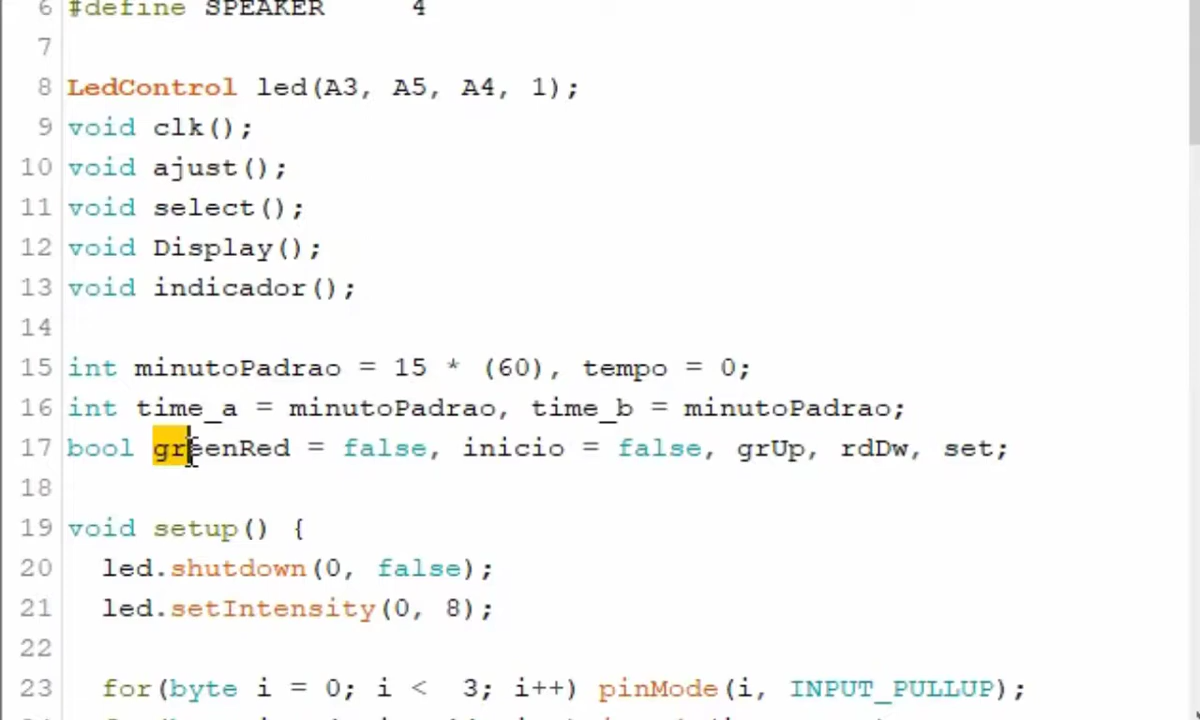 6 #define SPEAKER 4
7
8 LedControl led(A3, A5, A4, 1);
9 void clk();
10 void ajust();
11 void select();
12 void Display();
13 void indicador();
14
15 int minutoPadrao = 15 * (60), tempo = 0;
16 int time_a = minutoPadrao, time_b = minutoPadrao;
17 bool greenRed = false, inicio = false, grUp, rdDw, set;
18
19 void setup() {
20 led.shutdown(0, false);
21 led.setIntensity(0, 8);
22
23 for(byte i = 0; i < 3; i++) pinMode(i, INPUT_PULLUP);